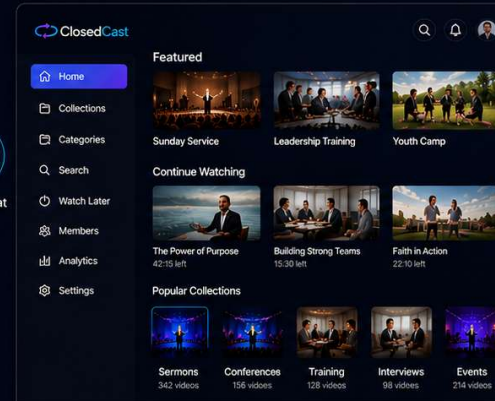 ClosedCast
Home
Collections
Categories
Search
Watch Later
Members
Analytics
Settings
at
Featured
Sunday Service
Leadership Training
Youth Camp
Continue Watching
The Power of Purpose
42:15 left
Building Strong Teams
15:30 left
Faith in Action
22:10 left
Popular Collections
Sermons
342 videos
Conferences
156 videos
Training
128 videos
Interviews
98 videos
Events
214 videos